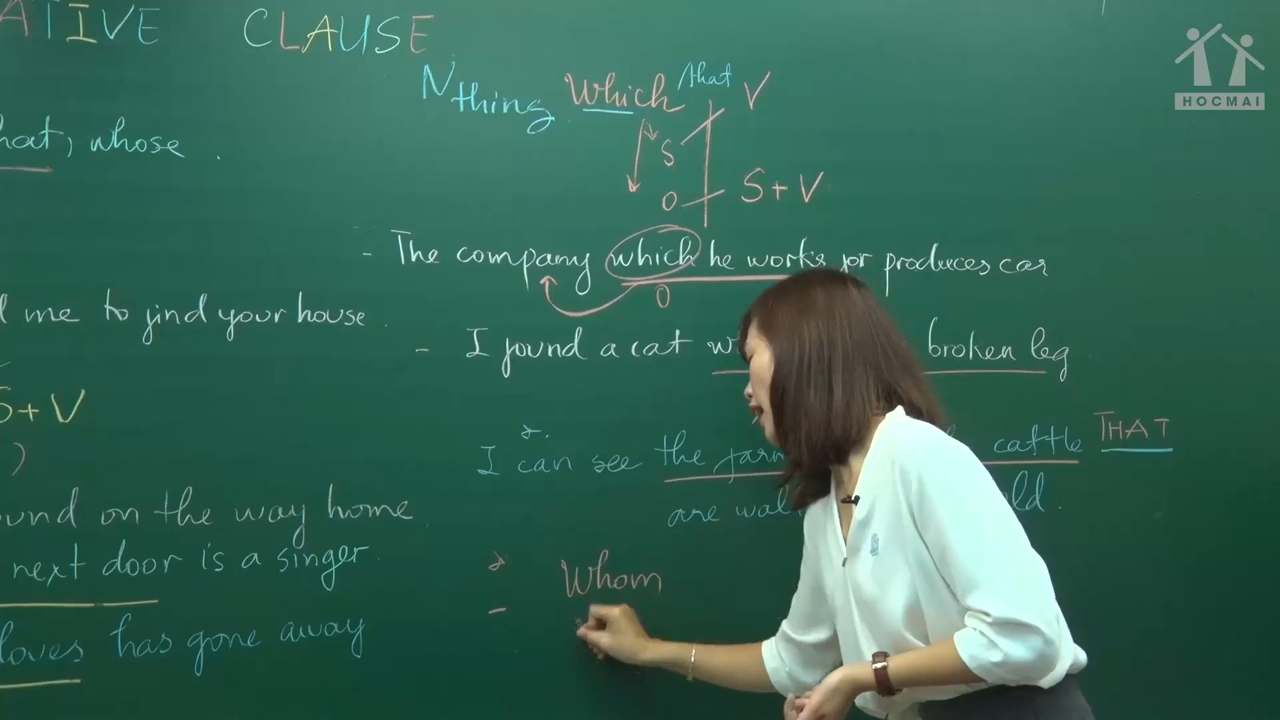 ATIVE CLAUSE
hat, whose.
me to find your house.
S+V
)
ound on the way home
next door is a singer.
loves has gone away
Nthing Which that V
S
O S+V
- The company which he works for produces car
O
- I found a cat w broken leg
I can see the farm cattle THAT
are wal ld.
Whom
-
HOCMAI